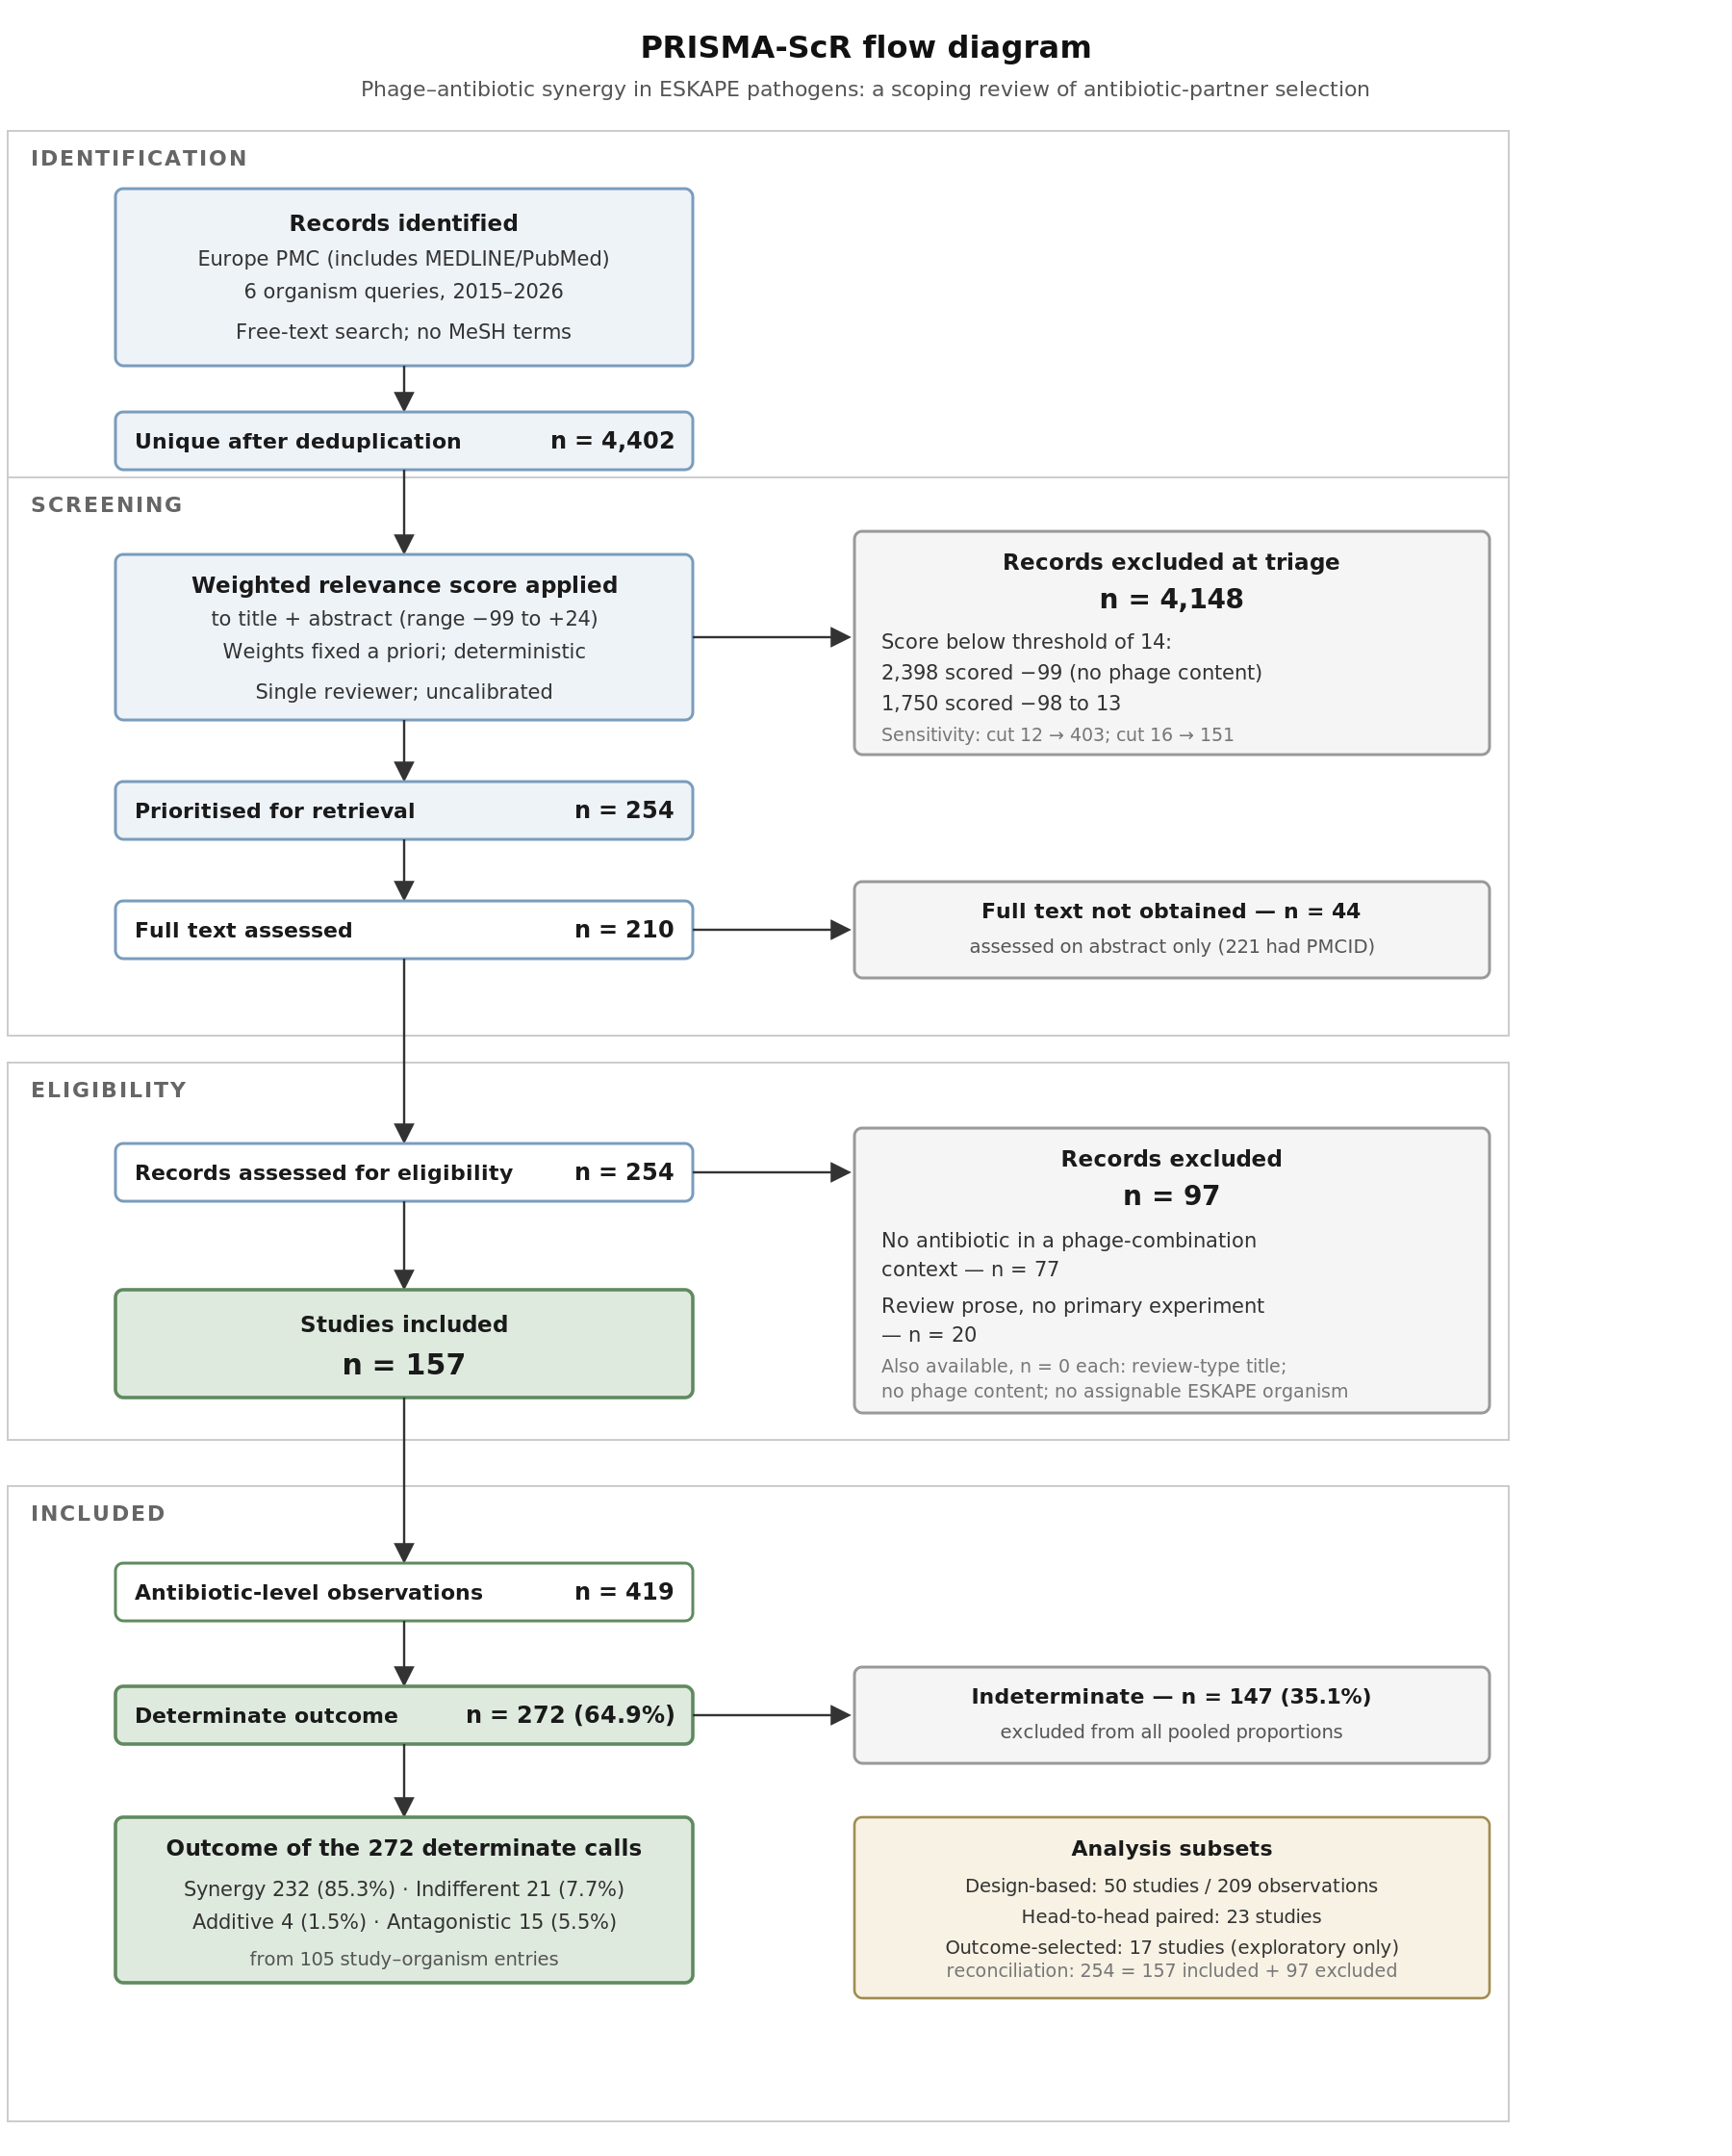 PRISMA-ScR flow diagram
Phage–antibiotic synergy in ESKAPE pathogens: a scoping review of antibiotic-partner selection
IDENTIFICATION
Records identified
Europe PMC (includes MEDLINE/PubMed)
6 organism queries, 2015–2026
Free-text search; no MeSH terms
Unique after deduplication n = 4,402
SCREENING
Weighted relevance score applied
to title + abstract (range −99 to +24)
Weights fixed a priori; deterministic
Single reviewer; uncalibrated
Records excluded at triage
n = 4,148
Score below threshold of 14:
2,398 scored −99 (no phage content)
1,750 scored −98 to 13
Sensitivity: cut 12 → 403; cut 16 → 151
Prioritised for retrieval n = 254
Full text assessed n = 210
Full text not obtained — n = 44
assessed on abstract only (221 had PMCID)
ELIGIBILITY
Records assessed for eligibility n = 254
Records excluded
n = 97
No antibiotic in a phage-combination
context — n = 77
Review prose, no primary experiment
— n = 20
Also available, n = 0 each: review-type title;
no phage content; no assignable ESKAPE organism
Studies included
n = 157
INCLUDED
Antibiotic-level observations n = 419
Determinate outcome n = 272 (64.9%)
Indeterminate — n = 147 (35.1%)
excluded from all pooled proportions
Outcome of the 272 determinate calls
Synergy 232 (85.3%) · Indifferent 21 (7.7%)
Additive 4 (1.5%) · Antagonistic 15 (5.5%)
from 105 study–organism entries
Analysis subsets
Design-based: 50 studies / 209 observations
Head-to-head paired: 23 studies
Outcome-selected: 17 studies (exploratory only)
reconciliation: 254 = 157 included + 97 excluded